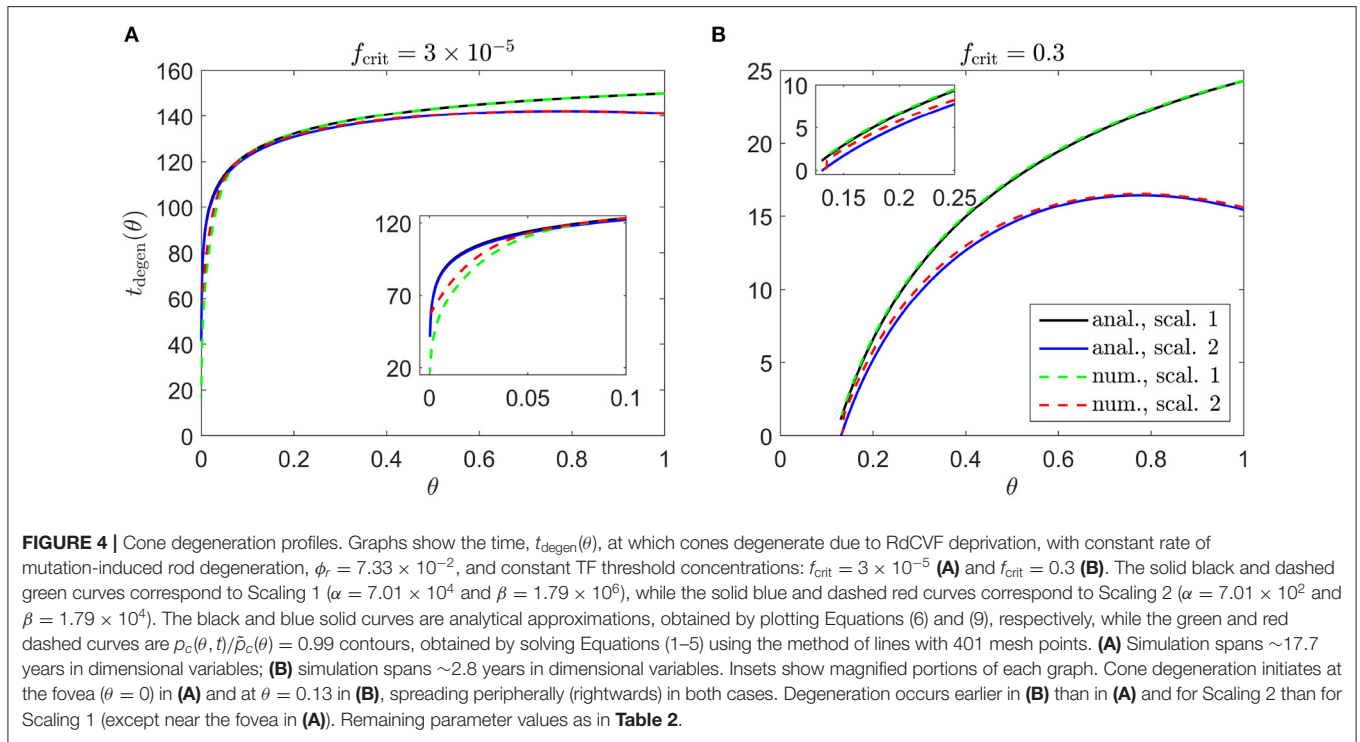 A
f_crit = 3 × 10⁻⁵
160
140
120
100
80
60
40
20
0
t_degen(θ)
0 0.2 0.4 0.6 0.8 1
θ
120
70
20
0 0.05 0.1
B
f_crit = 0.3
25
20
15
10
5
0
0 0.2 0.4 0.6 0.8 1
θ
10
5
0
0.15 0.2 0.25
anal., scal. 1
anal., scal. 2
num., scal. 1
num., scal. 2
FIGURE 4 | Cone degeneration profiles. Graphs show the time, t_degen(θ), at which cones degenerate due to RdCVF deprivation, with constant rate of
mutation-induced rod degeneration, ϕ_r = 7.33 × 10⁻², and constant TF threshold concentrations: f_crit = 3 × 10⁻⁵ (A) and f_crit = 0.3 (B). The solid black and dashed
green curves correspond to Scaling 1 (α = 7.01 × 10⁴ and β = 1.79 × 10⁶), while the solid blue and dashed red curves correspond to Scaling 2 (α = 7.01 × 10² and
β = 1.79 × 10⁴). The black and blue solid curves are analytical approximations, obtained by plotting Equations (6) and (9), respectively, while the green and red
dashed curves are p_c(θ, t)/p̃_c(θ) = 0.99 contours, obtained by solving Equations (1–5) using the method of lines with 401 mesh points. (A) Simulation spans ~17.7
years in dimensional variables; (B) simulation spans ~2.8 years in dimensional variables. Insets show magnified portions of each graph. Cone degeneration initiates at
the fovea (θ = 0) in (A) and at θ = 0.13 in (B), spreading peripherally (rightwards) in both cases. Degeneration occurs earlier in (B) than in (A) and for Scaling 2 than for
Scaling 1 (except near the fovea in (A)). Remaining parameter values as in Table 2.